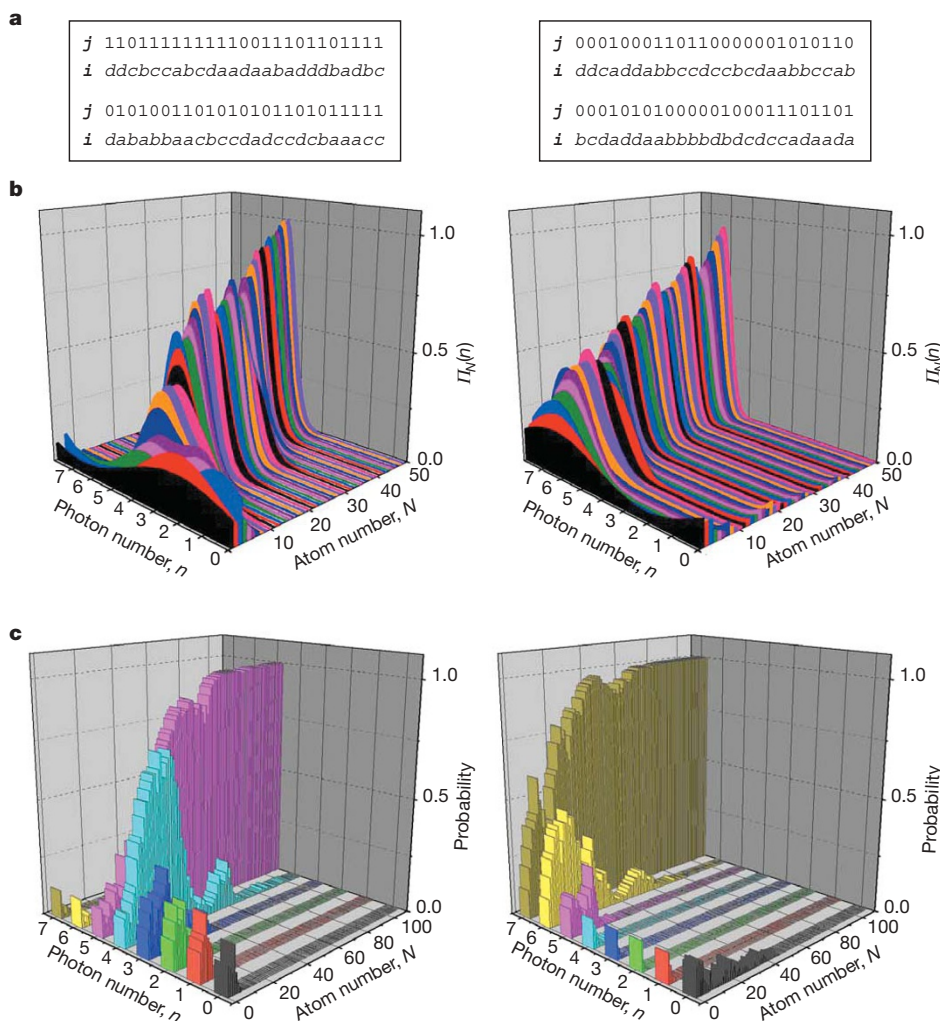 a
j 1101111111110011101101111
i ddcbccabcdaadaabadddbadbc
j 0101001101010101101011111
i dababbaacbccdadccdcbaaacc
j 0001000110110000001010110
i ddcaddabbccdccbcdaabbccab
j 0001010100000100011101101
i bcdaddaabbbbdbdcdccadaada
b
1.0
0.5
0.0
Π_N(n)
7 6 5 4 3 2 1 0
Photon number, n
10 20 30 40 50
Atom number, N
1.0
0.5
0.0
Π_N(n)
7 6 5 4 3 2 1 0
Photon number, n
10 20 30 40 50
Atom number, N
c
1.0
0.5
0.0
Probability
7 6 5 4 3 2 1 0
Photon number, n
0 20 40 60 80 100
Atom number, N
1.0
0.5
0.0
Probability
7 6 5 4 3 2 1 0
Photon number, n
0 20 40 60 80 100
Atom number, N